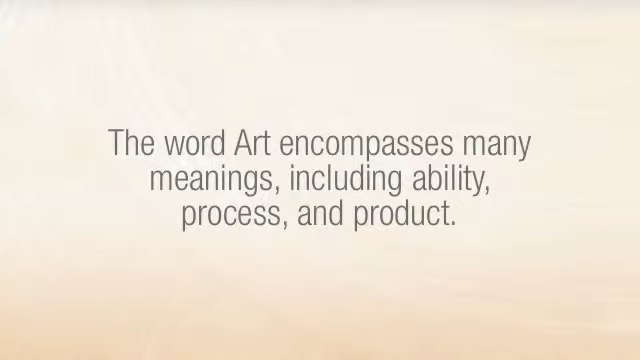 The word Art encompasses many
meanings, including ability,
process, and product.